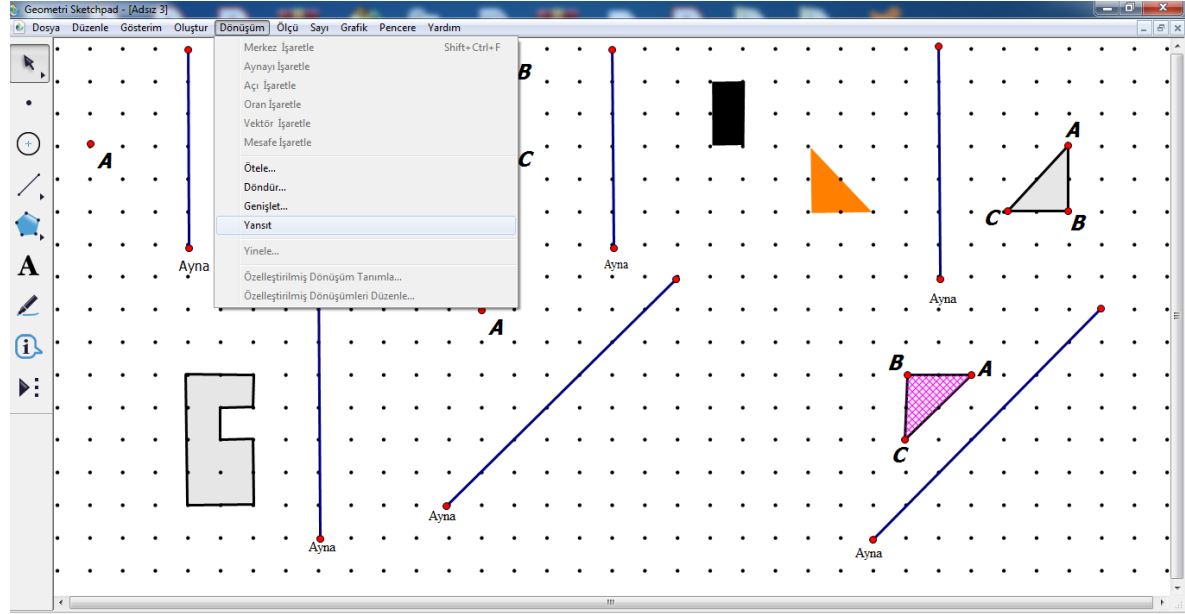 Geometri Sketchpad - [Adsız 3]
Dosya Düzenle Gösterim Oluştur Dönüşüm Ölçü Sayı Grafik Pencere Yardım
Merkez İşaretle Shift+Ctrl+F
Aynayı İşaretle
Açı İşaretle
Oran İşaretle
Vektör İşaretle
Mesafe İşaretle
Ötele...
Döndür...
Genişlet...
Yansıt
Yinele...
Özelleştirilmiş Dönüşüm Tanımla...
Özelleştirilmiş Dönüşümleri Düzenle...
A
A
Ayna
B
C
Ayna
A
C
B
Ayna
A
Ayna
Ayna
B
A
C
Ayna